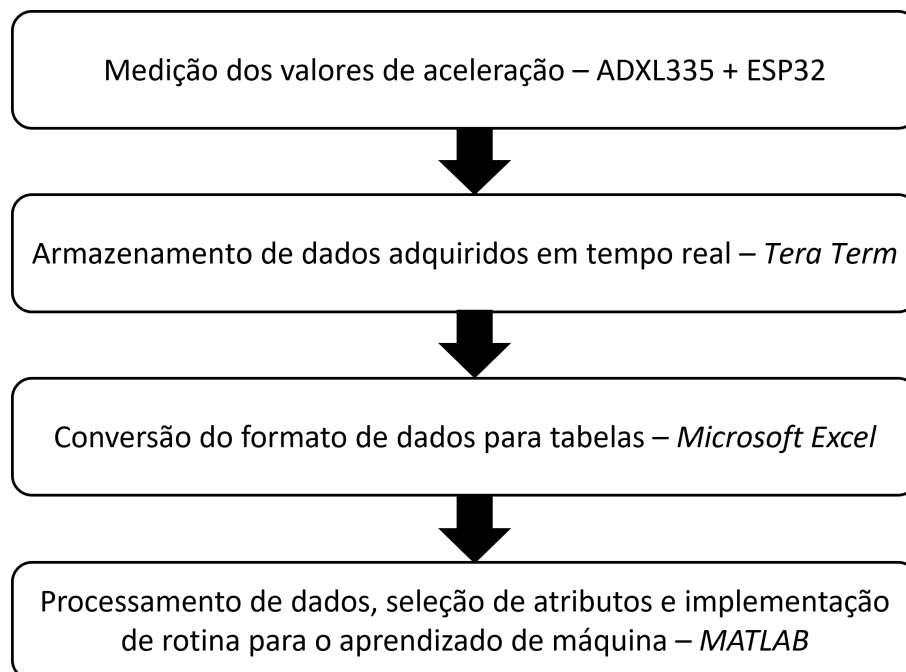 Medição dos valores de aceleração – ADXL335 + ESP32
Armazenamento de dados adquiridos em tempo real – Tera Term
Conversão do formato de dados para tabelas – Microsoft Excel
Processamento de dados, seleção de atributos e implementação
de rotina para o aprendizado de máquina – MATLAB